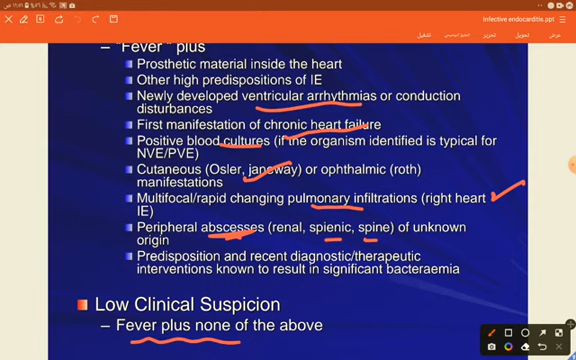 Infective endocarditis.ppt
عرض
تحويل
تحرير
تشغيل
– "Fever" plus
Prosthetic material inside the heart
Other high predispositions of IE
Newly developed ventricular arrhythmias or conduction
disturbances
First manifestation of chronic heart failure
Positive blood cultures (if the organism identified is typical for
NVE/PVE)
Cutaneous (Osler, janeway) or ophthalmic (roth)
manifestations
Multifocal/rapid changing pulmonary infiltrations (right heart
IE)
Peripheral abscesses (renal, spienic, spine) of unknown
origin
Predisposition and recent diagnostic/therapeutic
interventions known to result in significant bacteraemia
Low Clinical Suspicion
– Fever plus none of the above